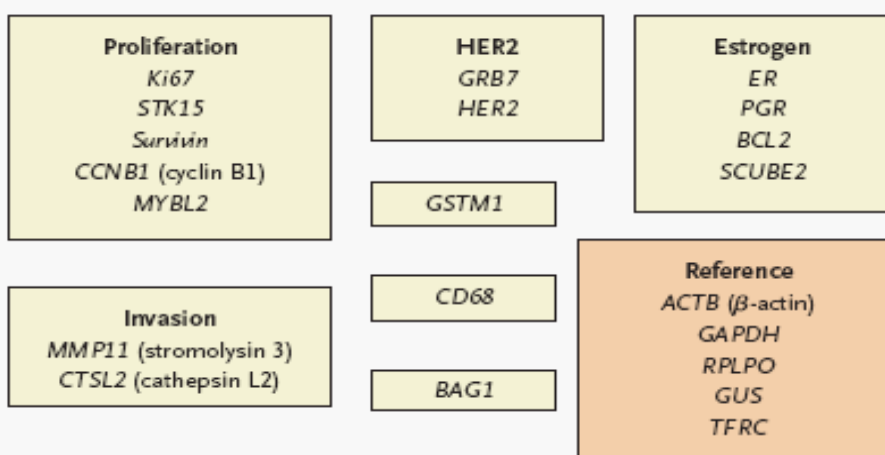 Proliferation
Ki67
STK15
Survivin
CCNB1 (cyclin B1)
MYBL2
Invasion
MMP11 (stromolysin 3)
CTSL2 (cathepsin L2)
HER2
GRB7
HER2
GSTM1
CD68
BAG1
Estrogen
ER
PGR
BCL2
SCUBE2
Reference
ACTB (β-actin)
GAPDH
RPLPO
GUS
TFRC